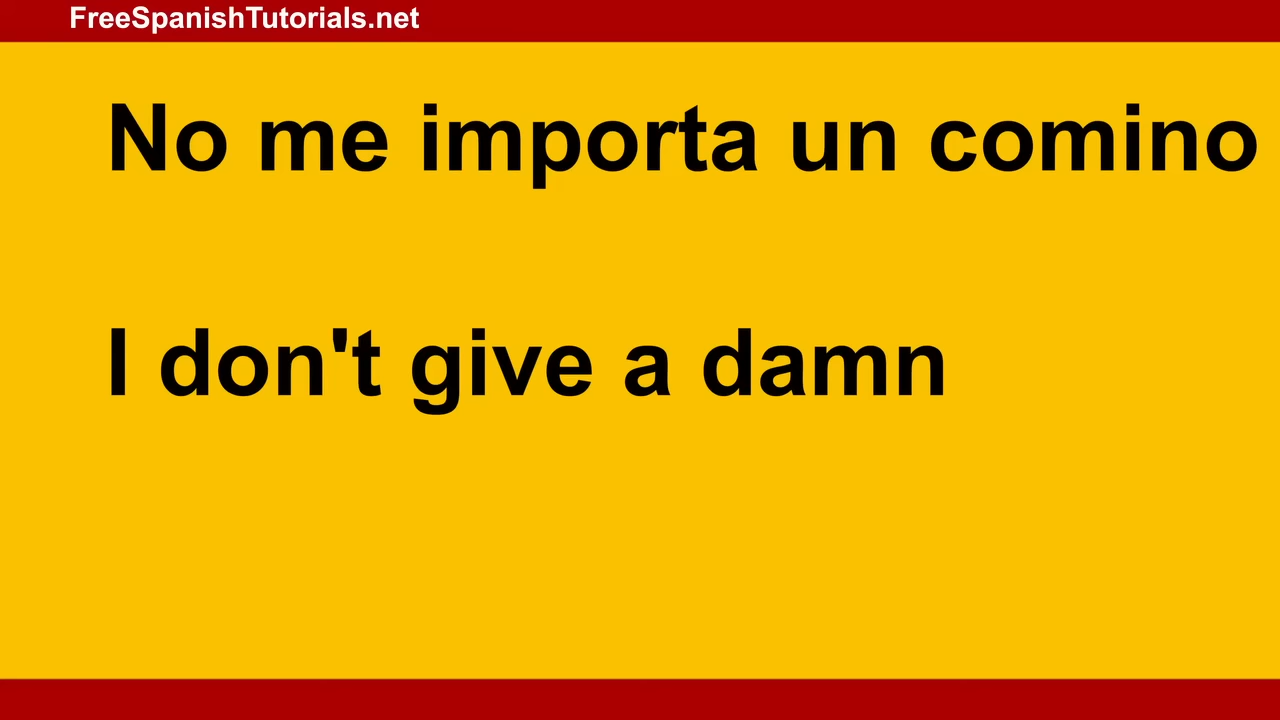 FreeSpanishTutorials.net
No me importa un comino
I don't give a damn